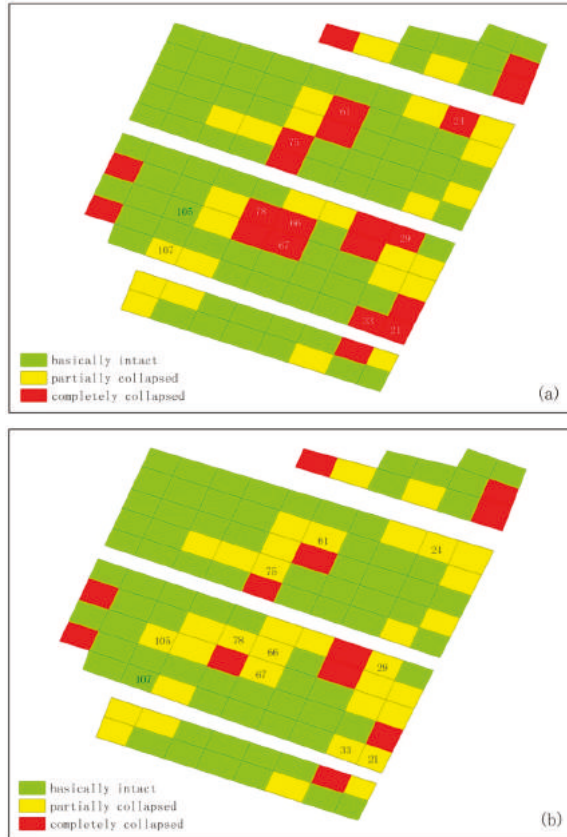 61
24
75
78
66
105
29
67
107
33
21
basically intact
partially collapsed
completely collapsed
(a)
61
24
75
105
78
66
29
67
107
33
21
basically intact
partially collapsed
completely collapsed
(b)